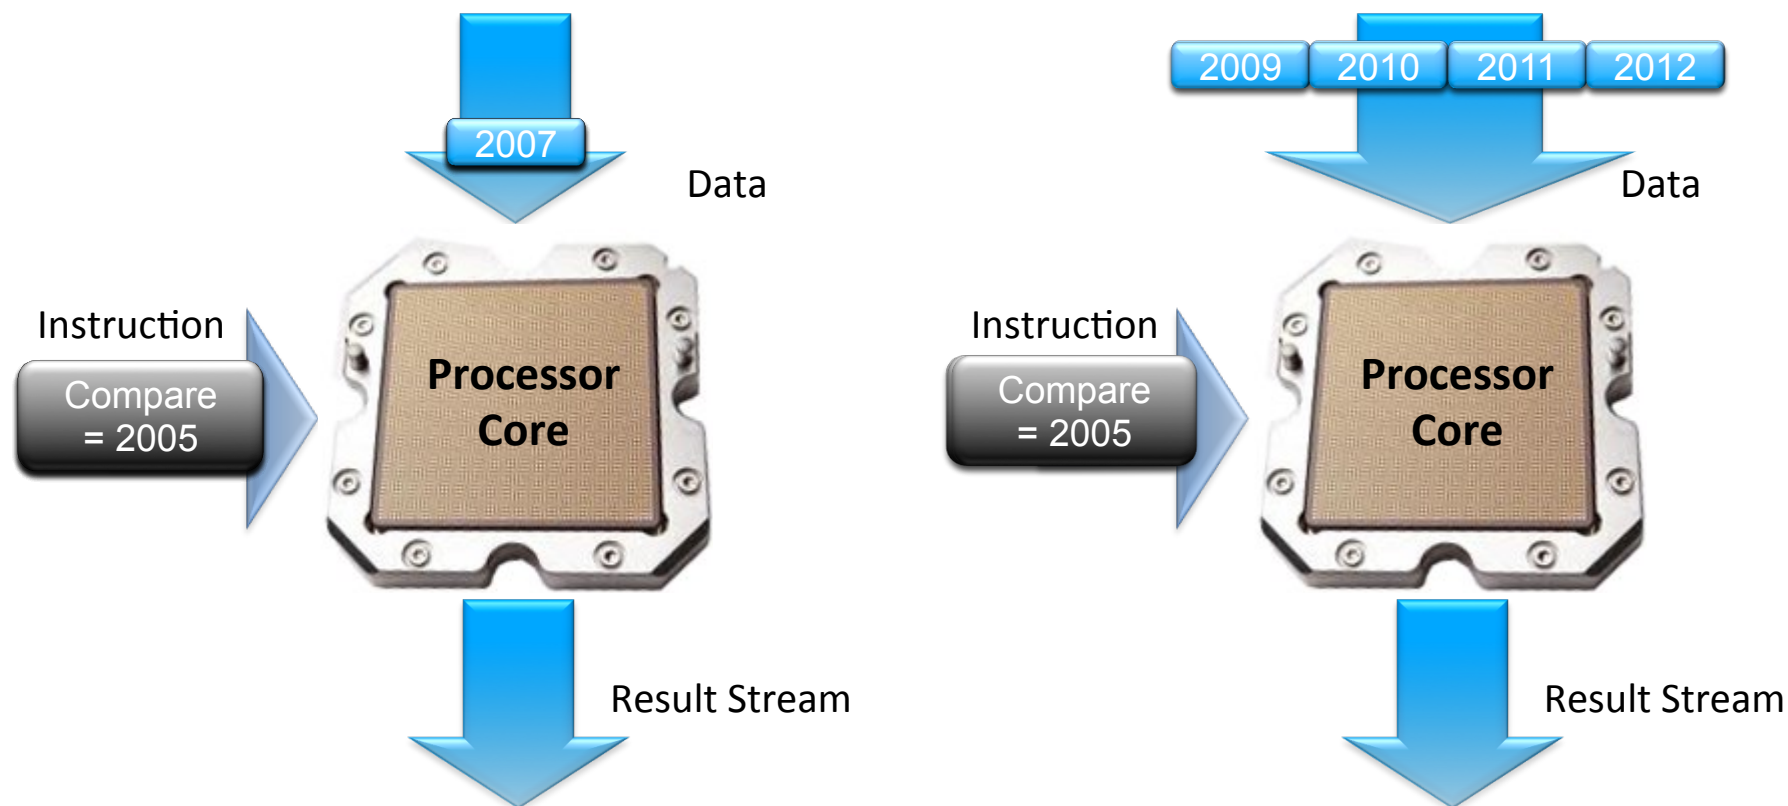 2007
Data
Instruction
Compare
= 2005
Processor
Core
Result Stream
2009 2010 2011 2012
Data
Instruction
Compare
= 2005
Processor
Core
Result Stream